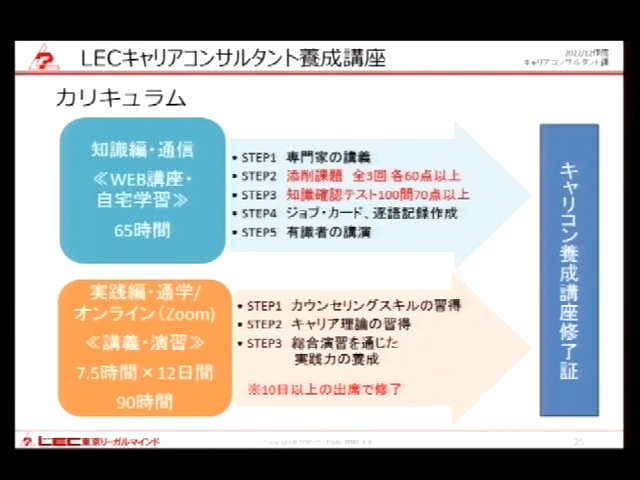 LECキャリアコンサルタント養成講座
2022/12作成
キャリアコンサルタント課
カリキュラム
知識編・通信
≪WEB講座・
自宅学習≫
65時間
• STEP1 専門家の講義
• STEP2 添削課題 全3回 各60点以上
• STEP3 知識確認テスト100問70点以上
• STEP4 ジョブ・カード、逐語記録作成
• STEP5 有識者の講演
実践編・通学/
オンライン(Zoom)
≪講義・演習≫
7.5時間×12日間
90時間
• STEP1 カウンセリングスキルの習得
• STEP2 キャリア理論の習得
• STEP3 総合演習を通じた
実践力の養成
※10日以上の出席で修了
キャリコン養成講座修了証
LEC東京リーガルマインド
25